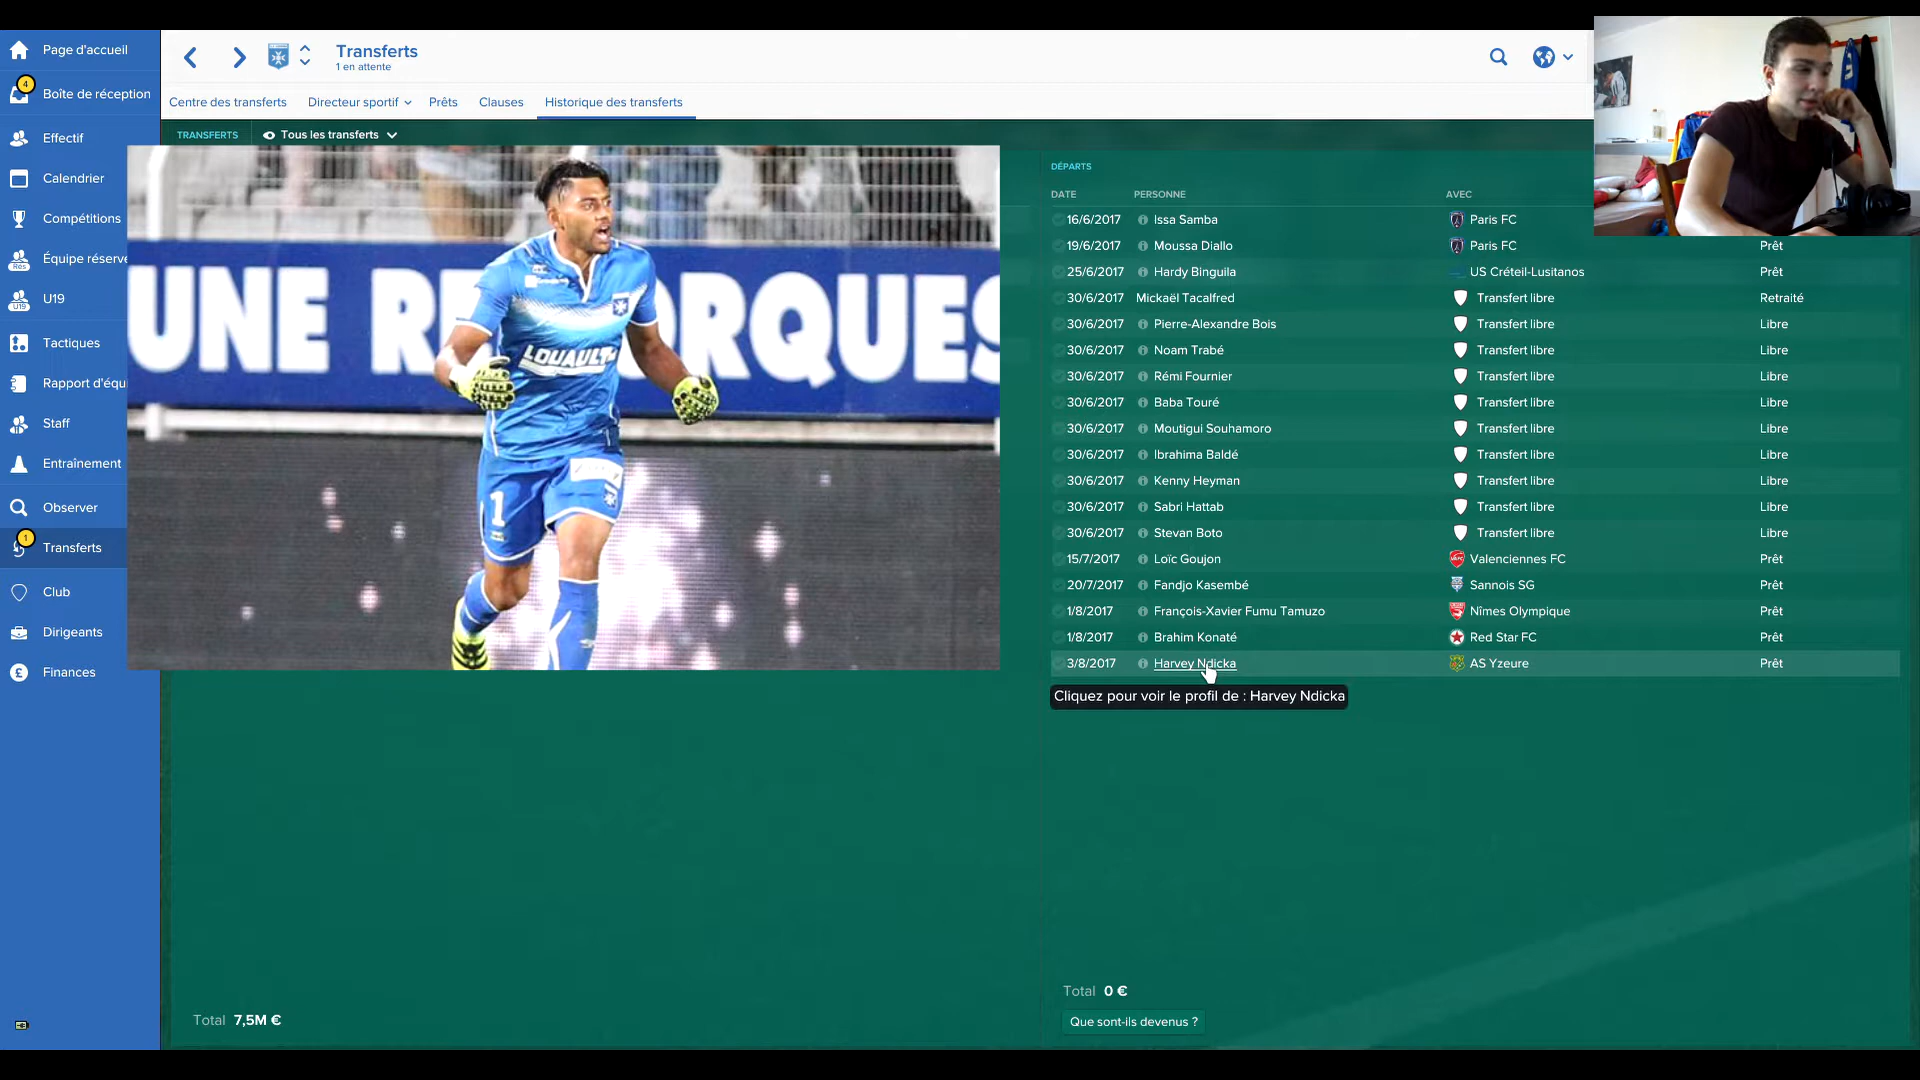 Page d'accueil
4
Boîte de réception
Effectif
Calendrier
Compétitions
Équipe réserve
U19
Tactiques
Rapport d'équ
Staff
Entraînement
Observer
1
Transferts
Club
Dirigeants
Finances
Transferts
1 en attente
Centre des transferts
Directeur sportif
Prêts
Clauses
Historique des transferts
TRANSFERTS
Tous les transferts
UNE RE ORQUES
LOUAULT
1
DÉPARTS
DATE PERSONNE AVEC
16/6/2017 Issa Samba Paris FC
19/6/2017 Moussa Diallo Paris FC Prêt
25/6/2017 Hardy Binguila US Créteil-Lusitanos Prêt
30/6/2017 Mickaël Tacalfred Transfert libre Retraité
30/6/2017 Pierre-Alexandre Bois Transfert libre Libre
30/6/2017 Noam Trabé Transfert libre Libre
30/6/2017 Rémi Fournier Transfert libre Libre
30/6/2017 Baba Touré Transfert libre Libre
30/6/2017 Moutigui Souhamoro Transfert libre Libre
30/6/2017 Ibrahima Baldé Transfert libre Libre
30/6/2017 Kenny Heyman Transfert libre Libre
30/6/2017 Sabri Hattab Transfert libre Libre
30/6/2017 Stevan Boto Transfert libre Libre
15/7/2017 Loïc Goujon Valenciennes FC Prêt
20/7/2017 Fandjo Kasembé Sannois SG Prêt
1/8/2017 François-Xavier Fumu Tamuzo Nîmes Olympique Prêt
1/8/2017 Brahim Konaté Red Star FC Prêt
3/8/2017 Harvey Ndicka AS Yzeure Prêt
Cliquez pour voir le profil de : Harvey Ndicka
Total 0 €
Que sont-ils devenus ?
Total 7,5M €